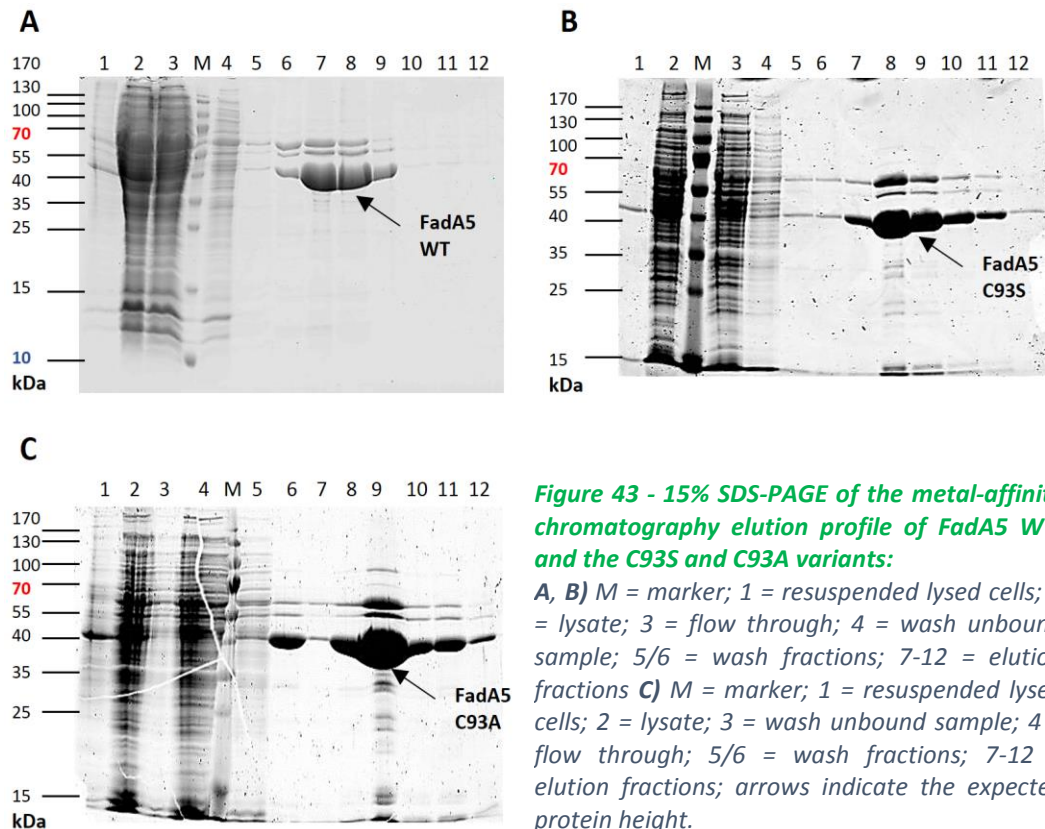 A
1 2 3 M 4 5 6 7 8 9 10 11 12
170
130
100
70
55
40
35
25
15
10
kDa
FadA5
WT
B
1 2 M 3 4 5 6 7 8 9 10 11 12
170
130
100
70
55
40
35
25
15
kDa
FadA5
C93S
C
1 2 3 4 M 5 6 7 8 9 10 11 12
170
130
100
70
55
40
35
25
15
kDa
FadA5
C93A
Figure 43 - 15% SDS-PAGE of the metal-affinit
chromatography elution profile of FadA5 W
and the C93S and C93A variants:
A, B) M = marker; 1 = resuspended lysed cells;
= lysate; 3 = flow through; 4 = wash unboun
sample; 5/6 = wash fractions; 7-12 = elutio
fractions C) M = marker; 1 = resuspended lyse
cells; 2 = lysate; 3 = wash unbound sample; 4
flow through; 5/6 = wash fractions; 7-12
elution fractions; arrows indicate the expecte
protein height.